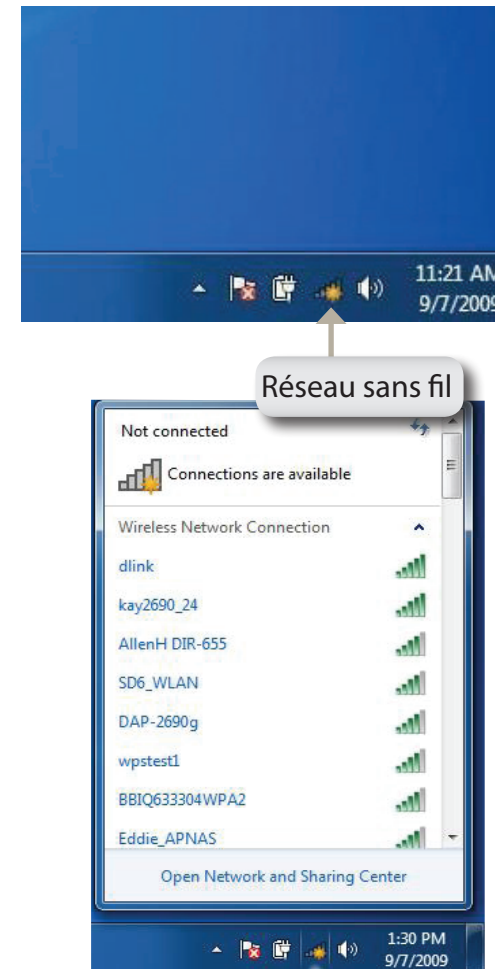 11:21 AM
9/7/2009
Réseau sans fil
Not connected
Connections are available
Wireless Network Connection
dlink
kay2690_24
AllenH DIR-655
SD6_WLAN
DAP-2690g
wpstest1
BBIQ633304WPA2
Eddie_APNAS
Open Network and Sharing Center
1:30 PM
9/7/2009